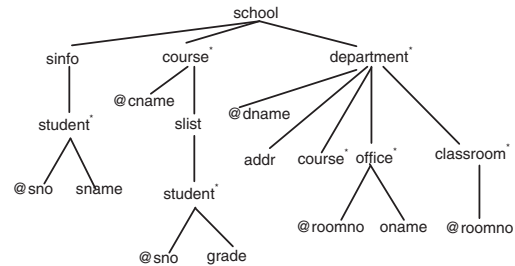 school
sinfo course* department*
@cname @dname
student* slist addr course* office* classroom*
@sno sname student* @roomno oname @roomno
@sno grade